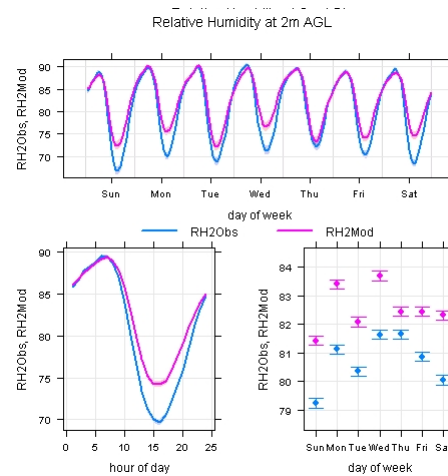 Relative Humidity at 2m AGL
RH2Obs, RH2Mod
90
85
80
75
70
Sun Mon Tue Wed Thu Fri Sat
day of week
RH2Obs RH2Mod
RH2Obs, RH2Mod
90
85
80
75
70
0 5 10 15 20 25
hour of day
RH2Obs, RH2Mod
84
83
82
81
80
79
Sun Mon Tue Wed Thu Fri Sat
day of week